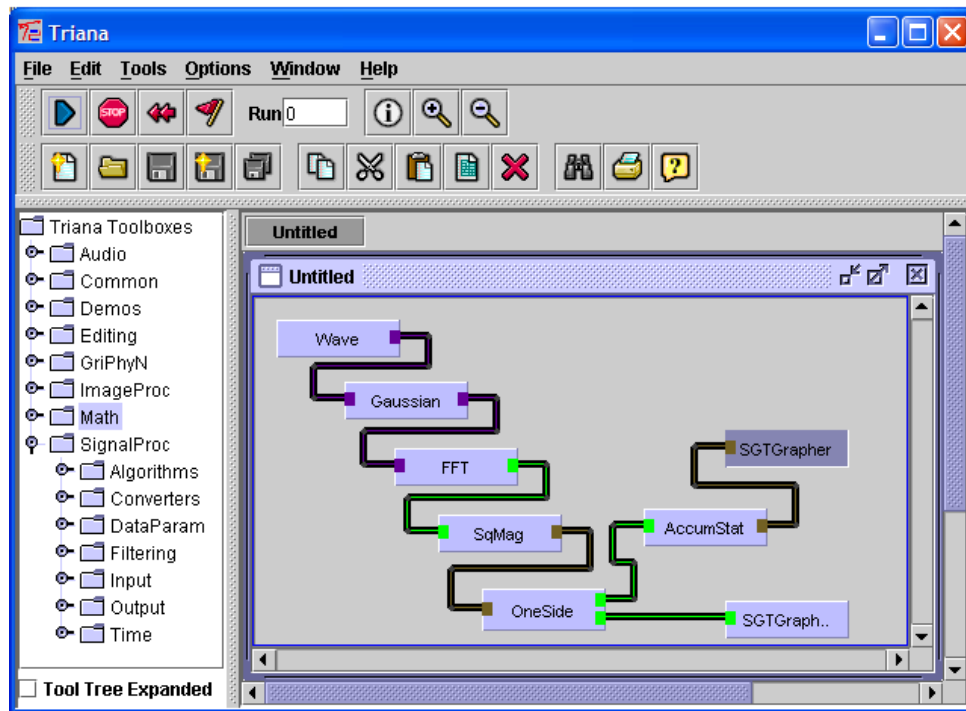 Triana
File Edit Tools Options Window Help
STOP
Run 0
Triana Toolboxes
Audio
Common
Demos
Editing
GriPhyN
ImageProc
Math
SignalProc
Algorithms
Converters
DataParam
Filtering
Input
Output
Time
Tool Tree Expanded
Untitled
Untitled
Wave
Gaussian
FFT
SGTGrapher
SqMag
AccumStat
OneSide
SGTGraph..